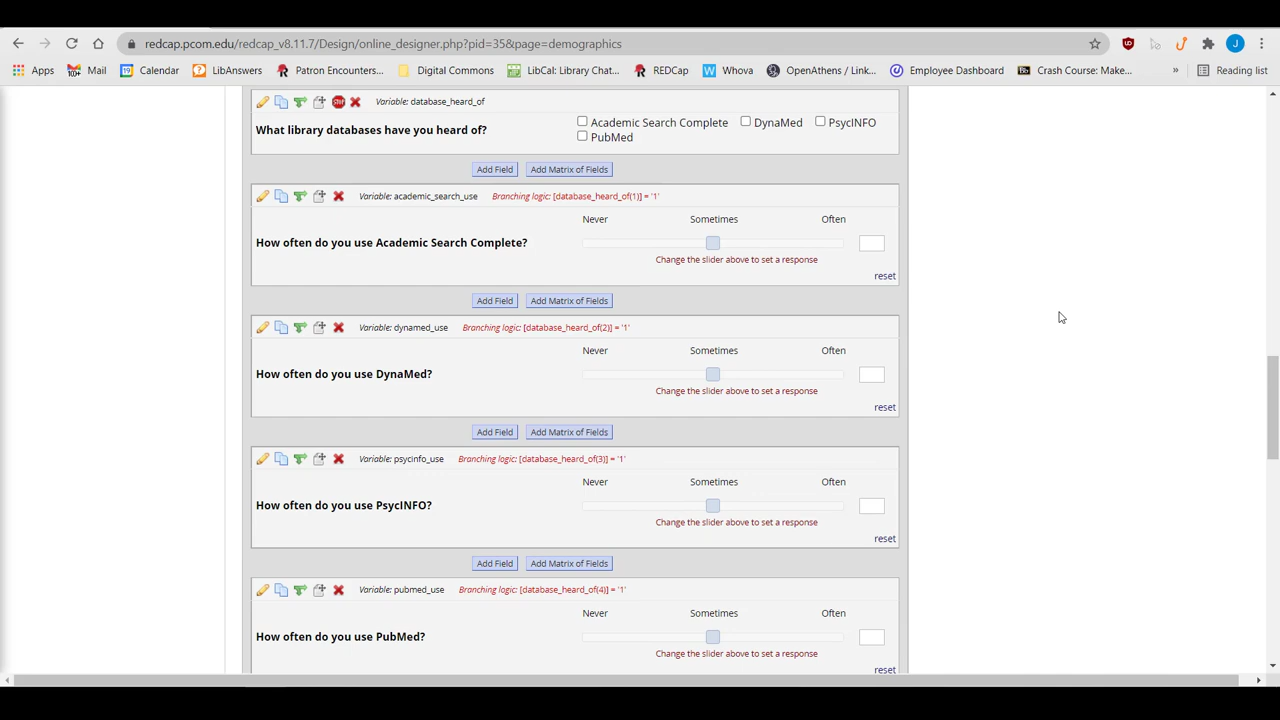 redcap.pcom.edu/redcap_v8.11.7/Design/online_designer.php?pid=35&page=demographics
J
Apps 10+ Mail 19 Calendar LibAnswers Patron Encounters... Digital Commons LibCal: Library Chat... REDCap W Whova OpenAthens / Link... Employee Dashboard Crash Course: Make... » Reading list
STOP Variable: database_heard_of
What library databases have you heard of? Academic Search Complete DynaMed PsycINFO
PubMed
Add Field Add Matrix of Fields
Variable: academic_search_use Branching logic: [database_heard_of(1)] = '1'
Never Sometimes Often
How often do you use Academic Search Complete?
Change the slider above to set a response
reset
Add Field Add Matrix of Fields
Variable: dynamed_use Branching logic: [database_heard_of(2)] = '1'
Never Sometimes Often
How often do you use DynaMed?
Change the slider above to set a response
reset
Add Field Add Matrix of Fields
Variable: psycinfo_use Branching logic: [database_heard_of(3)] = '1'
Never Sometimes Often
How often do you use PsycINFO?
Change the slider above to set a response
reset
Add Field Add Matrix of Fields
Variable: pubmed_use Branching logic: [database_heard_of(4)] = '1'
Never Sometimes Often
How often do you use PubMed?
Change the slider above to set a response
reset